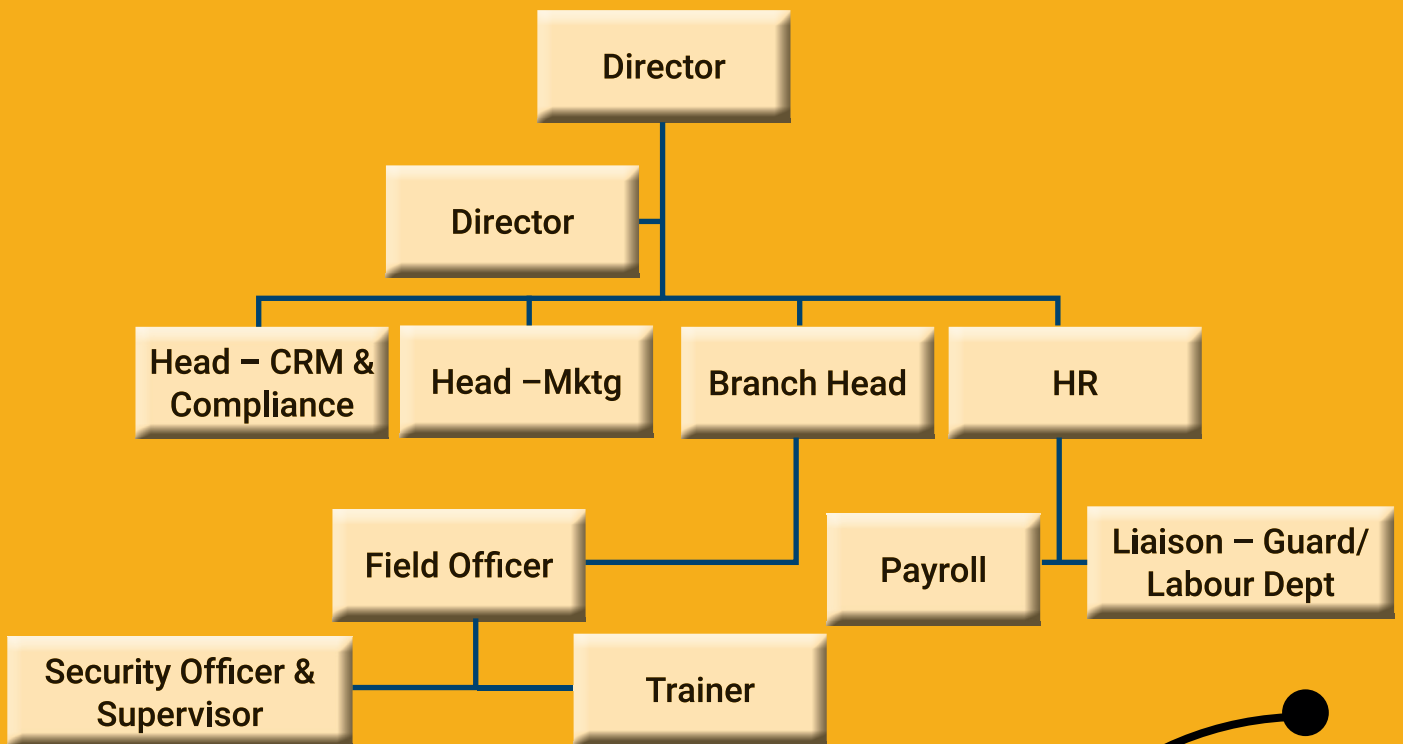 Director
Director
Head – CRM &
Compliance
Head –Mktg
Branch Head
HR
Field Officer
Payroll
Liaison – Guard/
Labour Dept
Security Officer &
Supervisor
Trainer